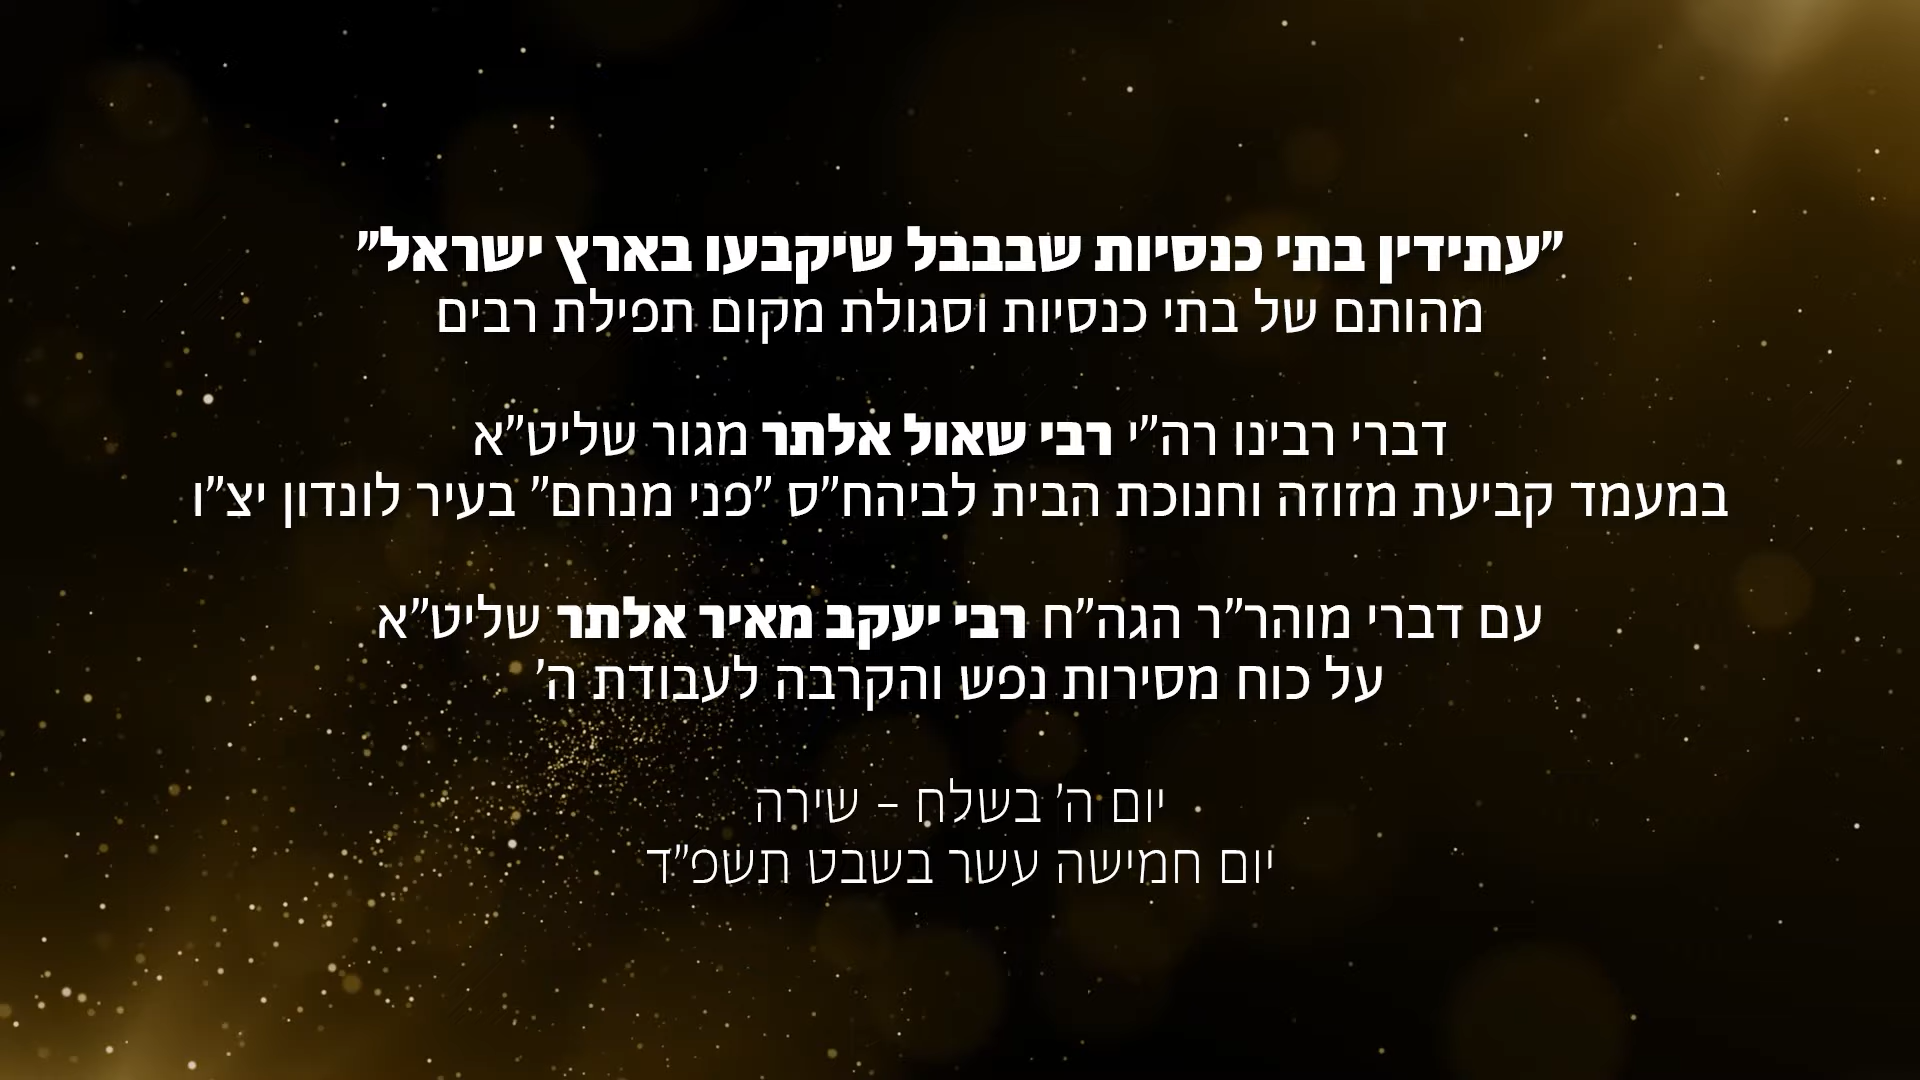 "עתידין בתי כנסיות שבבבל שיקבעו בארץ ישראל"
מהותם של בתי כנסיות וסגולת מקום תפילת רבים
דברי רבינו רה"י רבי שאול אלתר מגור שליט"א
במעמד קביעת מזוזה וחנוכת הבית לביהח"ס "פני מנחם" בעיר לונדון יצ"ו
עם דברי מוהר"ר הגה"ח רבי יעקב מאיר אלתר שליט"א
על כוח מסירות נפש והקרבה לעבודת ה'
יום ה' בשלח – שירה
יום חמישה עשר בשבט תשפ"ד